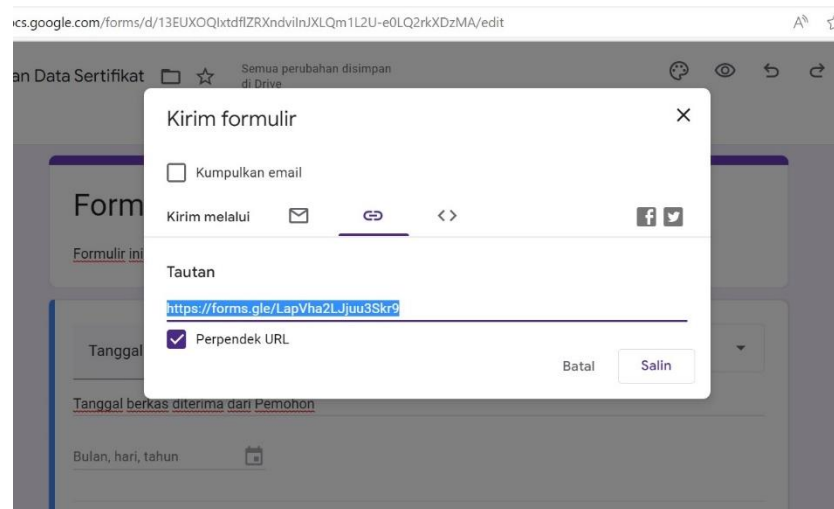 cs.google.com/forms/d/13EUXOQIxtdflZRXndviInJXLQm1L2U-e0LQ2rkXDzMA/edit
an Data Sertifikat
Semua perubahan disimpan
di Drive
Kirim formulir
Kumpulkan email
Form
Kirim melalui
Formulir ini
Tautan
https://forms.gle/LapVha2LJjuu3Skr9
Perpendek URL
Tanggal
Batal
Salin
Tanggal berkas diterima dari Pemohon
Bulan, hari, tahun